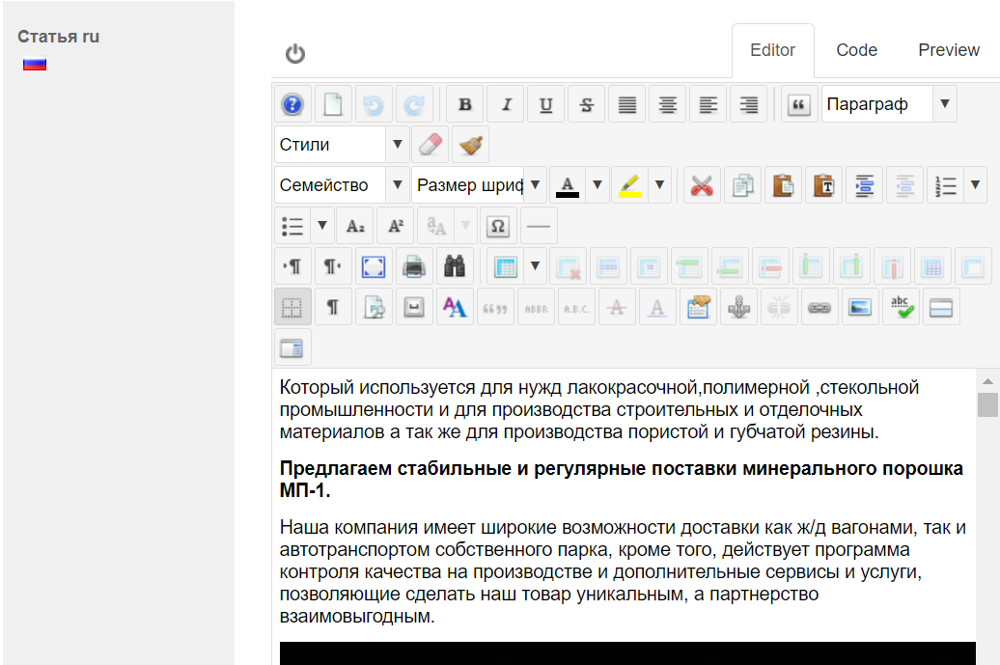 Статья ru
Editor Code Preview
Параграф
Стили
Семейство Размер шриф
Который используется для нужд лакокрасочной,полимерной ,стекольной
промышленности и для производства строительных и отделочных
материалов а так же для производства пористой и губчатой резины.
Предлагаем стабильные и регулярные поставки минерального порошка
МП-1.
Наша компания имеет широкие возможности доставки как ж/д вагонами, так и
автотранспортом собственного парка, кроме того, действует программа
контроля качества на производстве и дополнительные сервисы и услуги,
позволяющие сделать наш товар уникальным, а партнерство
взаимовыгодным.